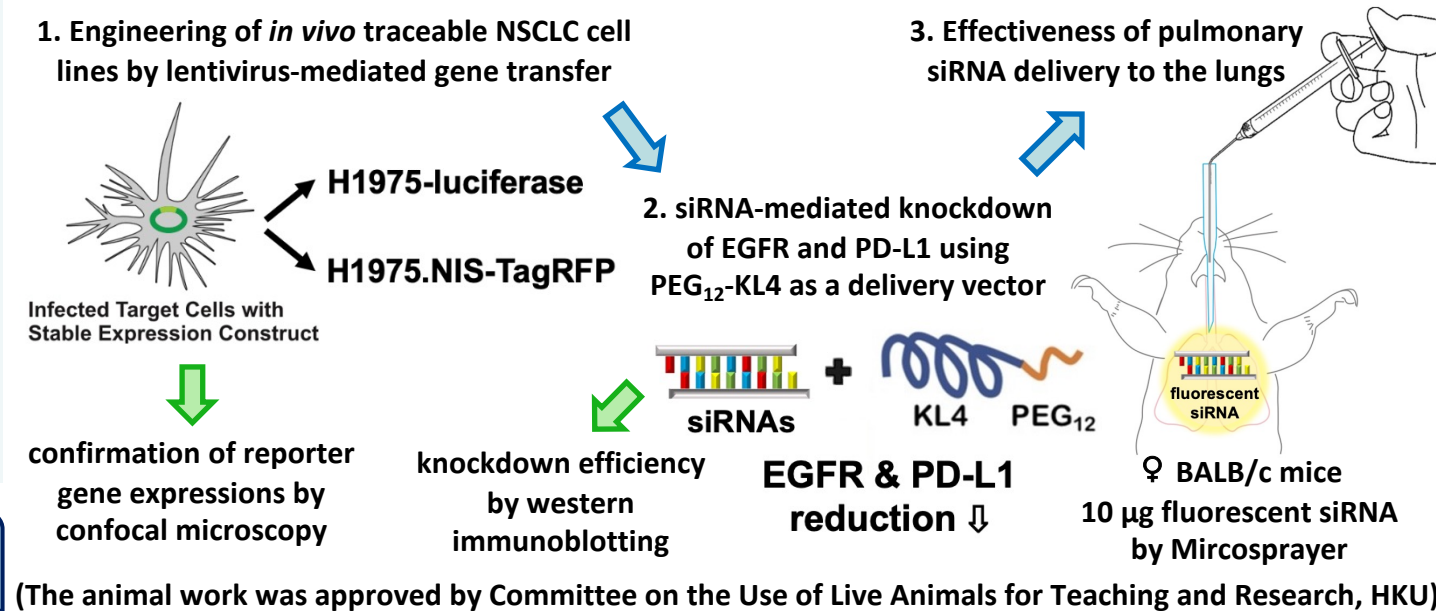 1. Engineering of in vivo traceable NSCLC cell
lines by lentivirus-mediated gene transfer
H1975-luciferase
H1975.NIS-TagRFP
Infected Target Cells with
Stable Expression Construct
confirmation of reporter
gene expressions by
confocal microscopy
2. siRNA-mediated knockdown
of EGFR and PD-L1 using
PEG₁₂-KL4 as a delivery vector
siRNAs
+
KL4
PEG₁₂
knockdown efficiency
by western
immunoblotting
EGFR & PD-L1
reduction ⇩
3. Effectiveness of pulmonary
siRNA delivery to the lungs
fluorescent
siRNA
♀ BALB/c mice
10 µg fluorescent siRNA
by Mircosprayer
(The animal work was approved by Committee on the Use of Live Animals for Teaching and Research, HKU)